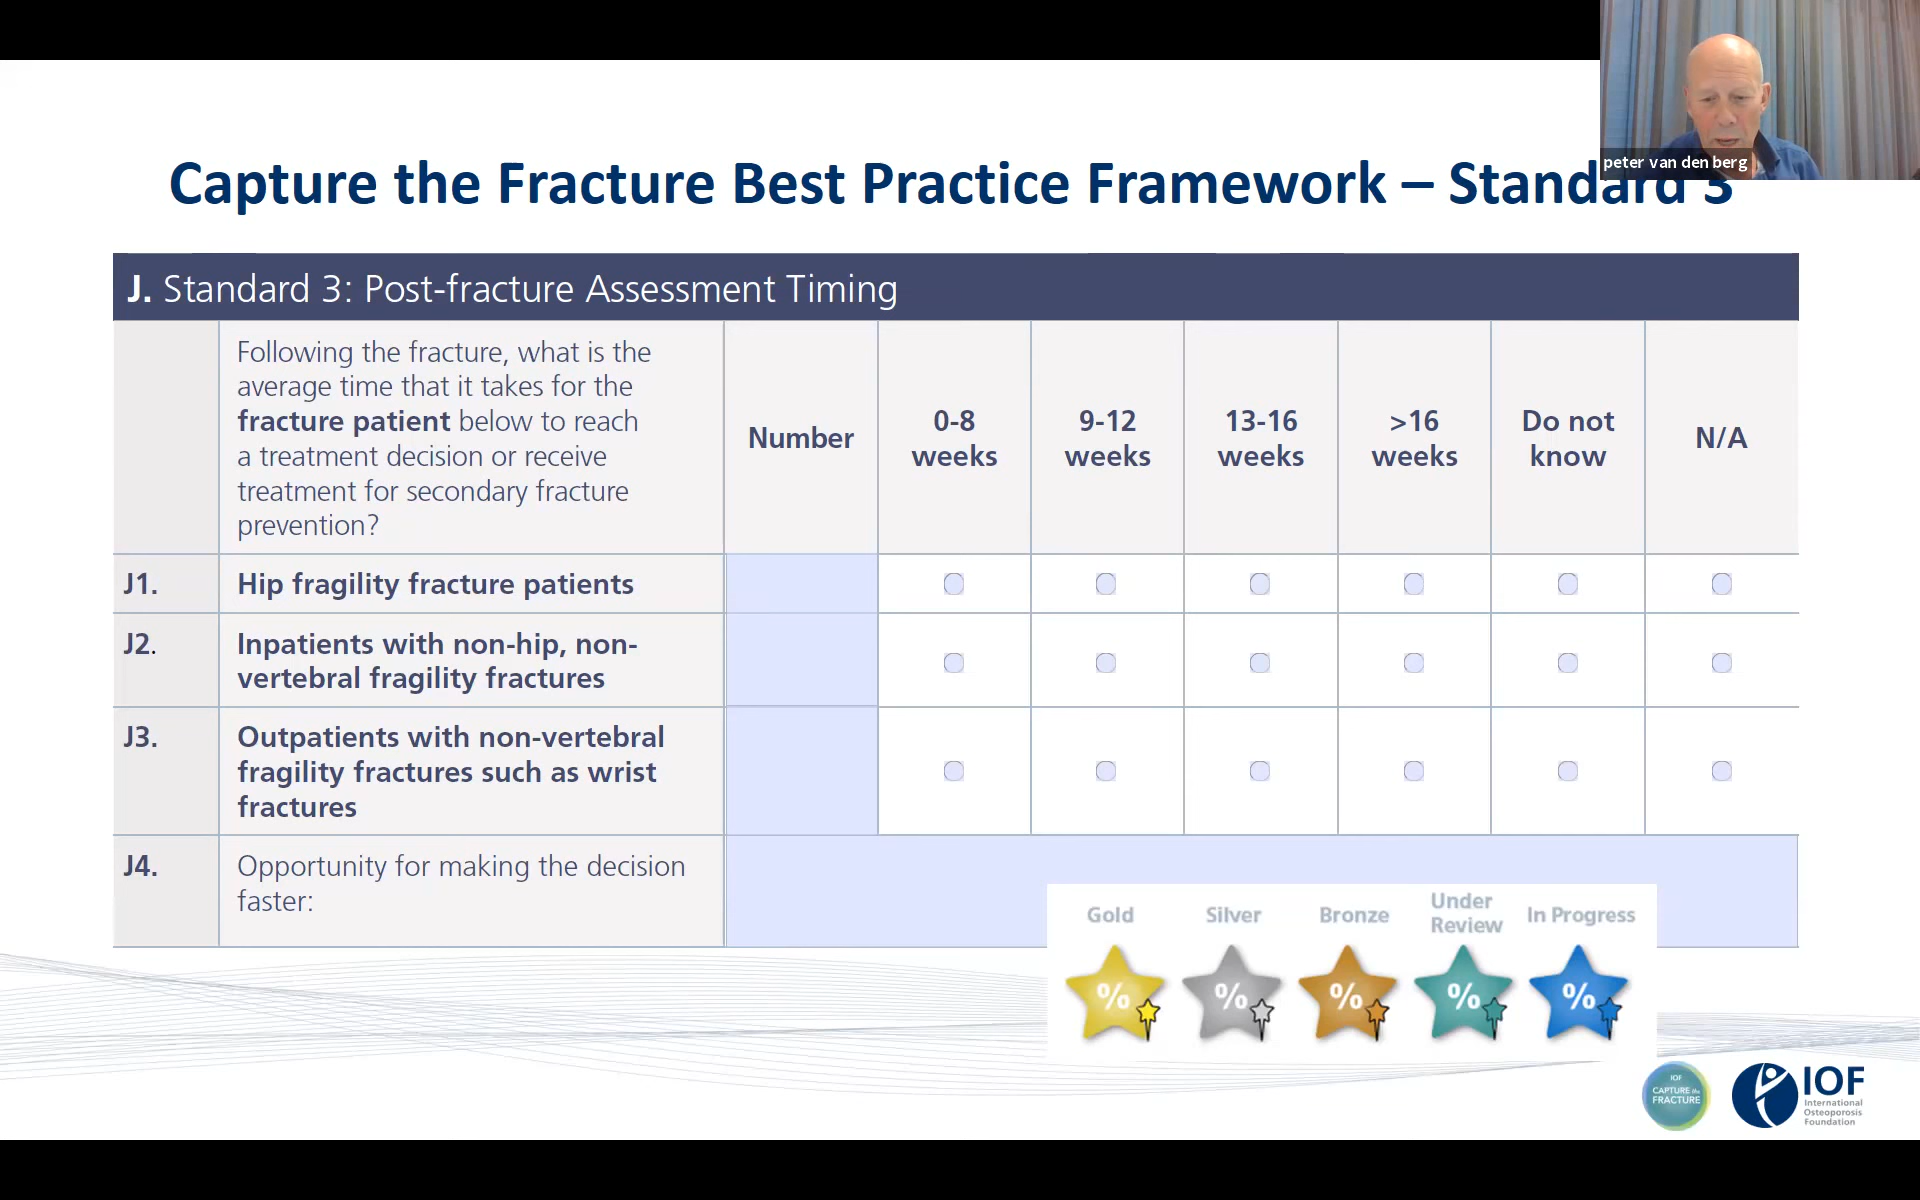 peter van den berg
Capture the Fracture Best Practice Framework – Standard 3
J. Standard 3: Post-fracture Assessment Timing
Following the fracture, what is the
average time that it takes for the
fracture patient below to reach
a treatment decision or receive
treatment for secondary fracture
prevention?
Number
0-8
weeks
9-12
weeks
13-16
weeks
>16
weeks
Do not
know
N/A
J1.
Hip fragility fracture patients
J2.
Inpatients with non-hip, non-
vertebral fragility fractures
J3.
Outpatients with non-vertebral
fragility fractures such as wrist
fractures
J4.
Opportunity for making the decision
faster:
Gold
Silver
Bronze
Under
Review
In Progress
%
%
%
%
%
IOF
CAPTURE the
FRACTURE
IOF
International
Osteoporosis
Foundation